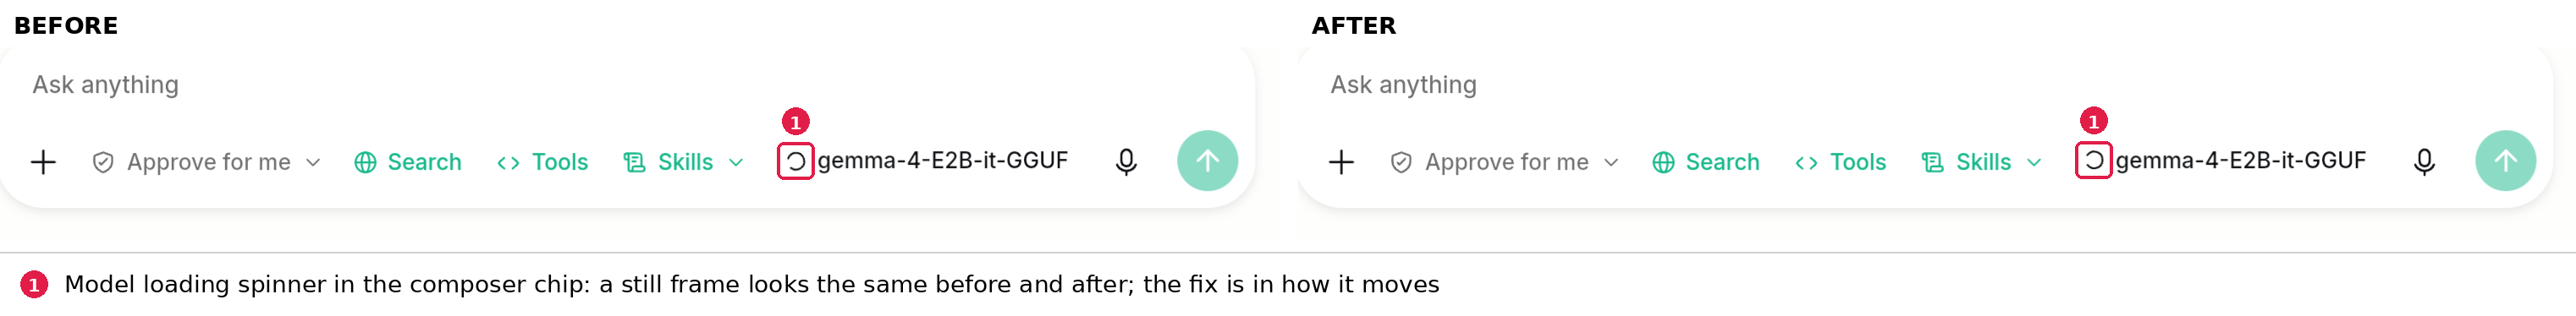 BEFORE
Ask anything
1
Approve for me Search Tools Skills gemma-4-E2B-it-GGUF
AFTER
Ask anything
1
Approve for me Search Tools Skills gemma-4-E2B-it-GGUF
1 Model loading spinner in the composer chip: a still frame looks the same before and after; the fix is in how it moves